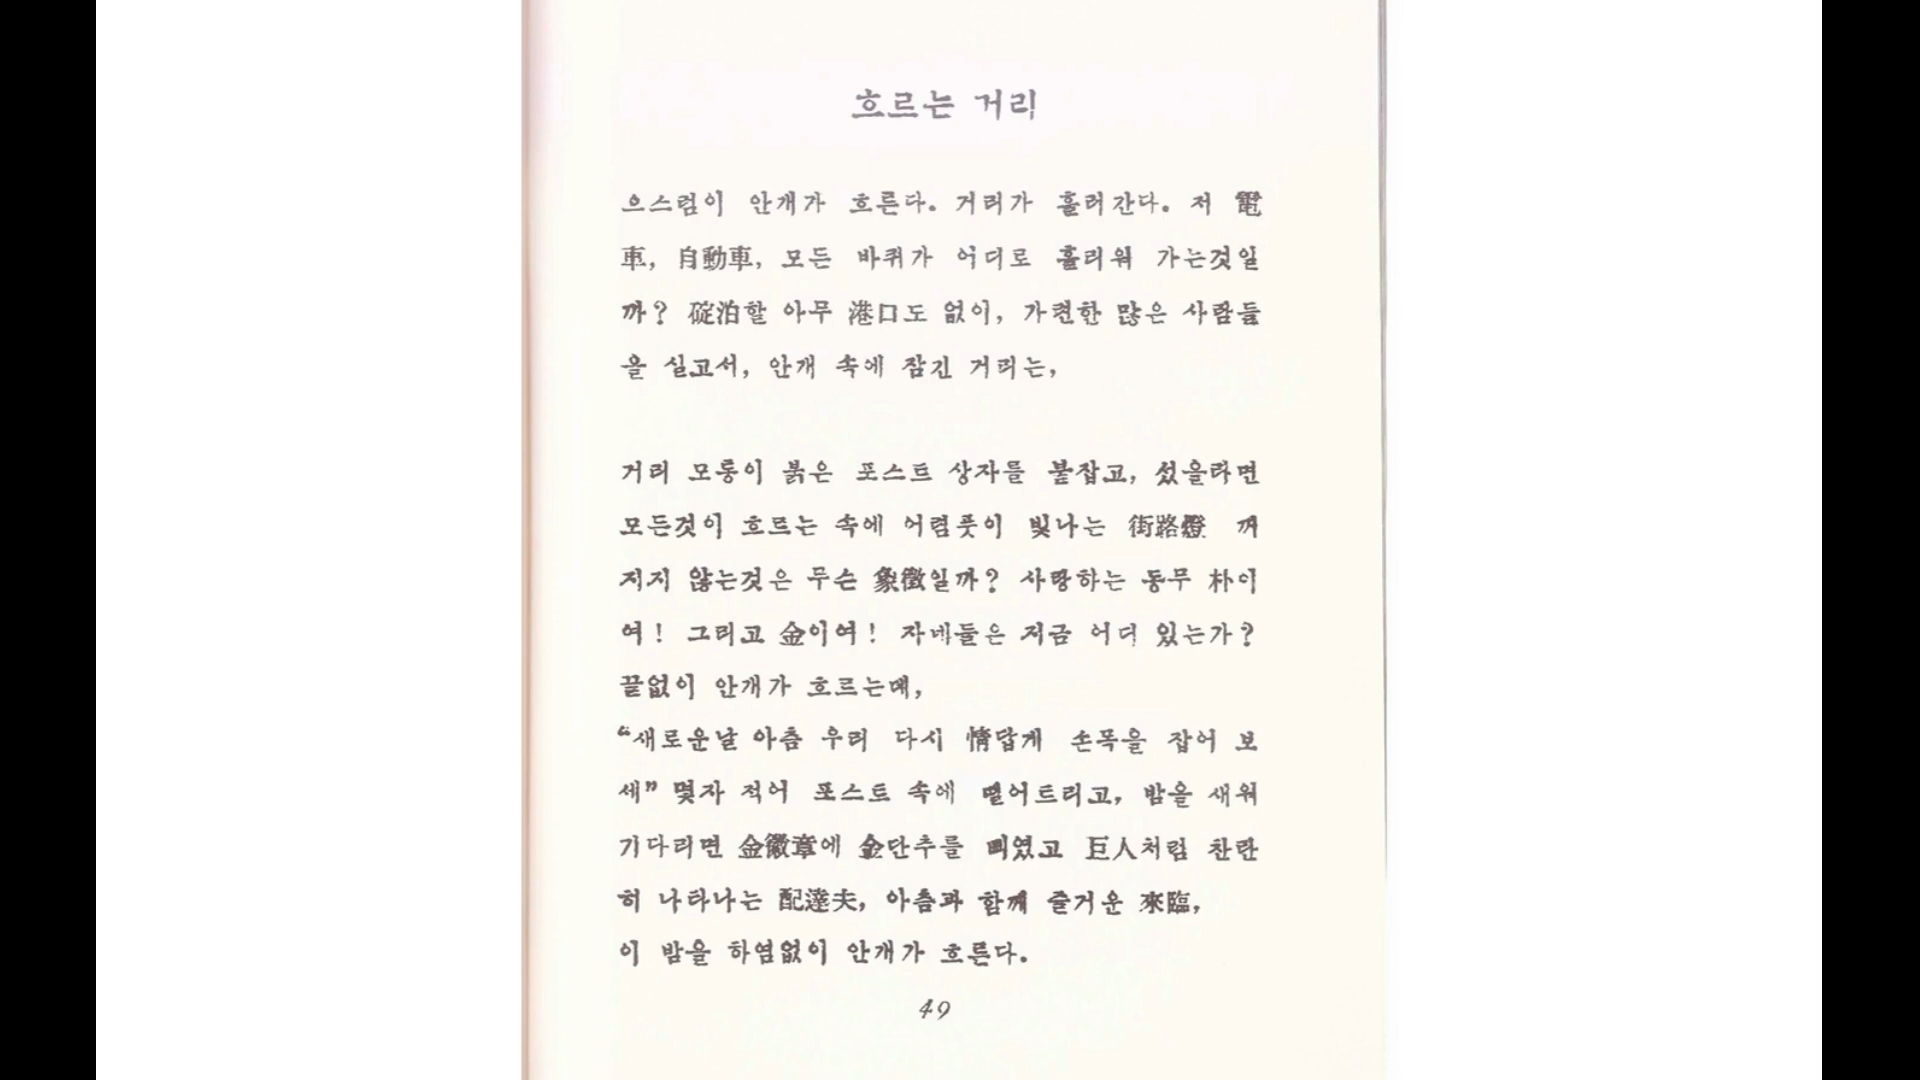 흐르는 거리
으스럼이 안개가 흐른다. 거리가 흘러간다. 저 電
車, 自動車, 모든 바퀴가 어디로 흘리워 가는것일
까? 碇泊할 아무 港口도 없이, 가련한 많은 사람들
을 실고서, 안개 속에 잠긴 거리는,
거리 모롱이 붉은 포스트 상자를 붙잡고, 섰을라면
모든것이 흐르는 속에 어렴풋이 빛나는 街路燈 꺼
지지 않는것은 무슨 象徵일까? 사랑하는 동무 朴이
여! 그리고 金이여! 자네들은 지금 어디 있는가?
끝없이 안개가 흐르는데,
“새로운날 아츰 우리 다시 情답게 손목을 잡어 보
세” 몇자 적어 포스트 속에 떨어트리고, 밤을 새워
기다리면 金徽章에 金단추를 삐였고 巨人처럼 찬란
히 나타나는 配達夫, 아츰과 함께 즐거운 來臨,
이 밤을 하염없이 안개가 흐른다.
49